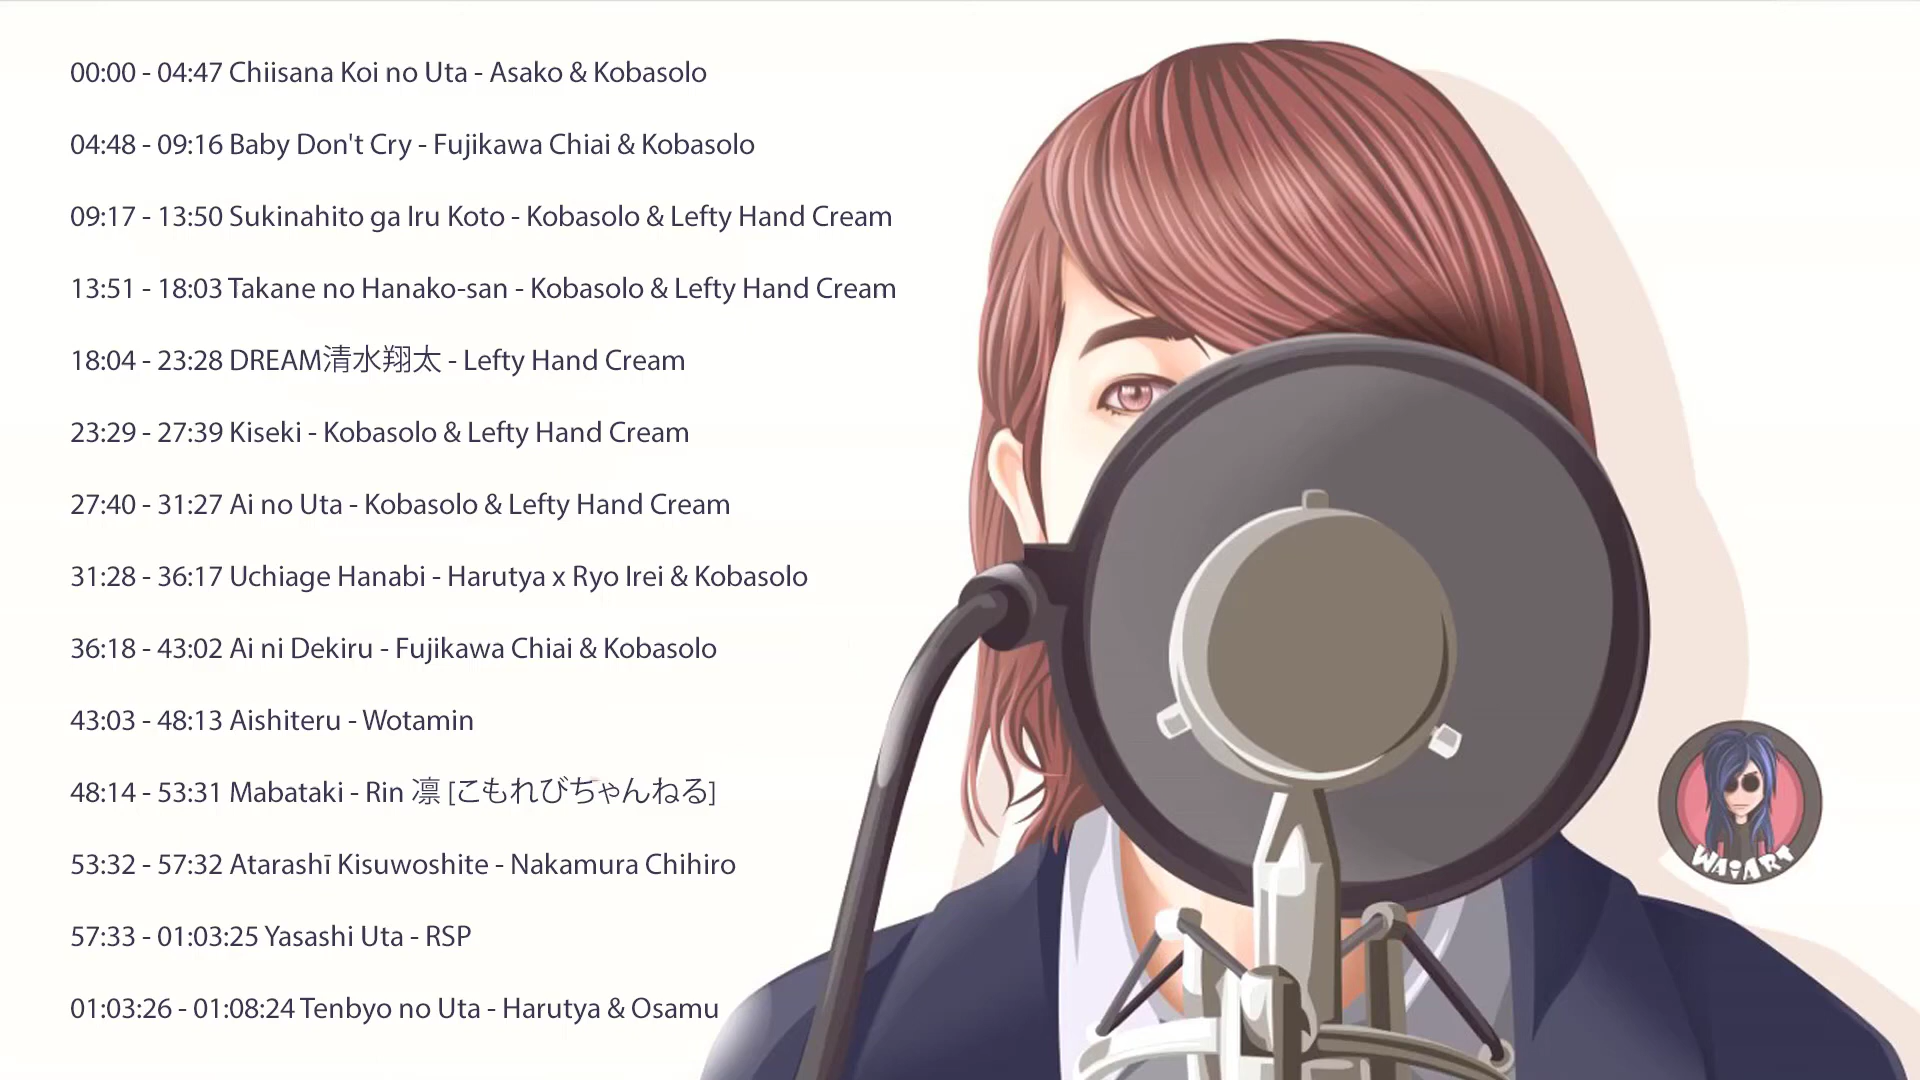 00:00 - 04:47 Chiisana Koi no Uta - Asako & Kobasolo
04:48 - 09:16 Baby Don't Cry - Fujikawa Chiai & Kobasolo
09:17 - 13:50 Sukinahito ga Iru Koto - Kobasolo & Lefty Hand Cream
13:51 - 18:03 Takane no Hanako-san - Kobasolo & Lefty Hand Cream
18:04 - 23:28 DREAM清水翔太 - Lefty Hand Cream
23:29 - 27:39 Kiseki - Kobasolo & Lefty Hand Cream
27:40 - 31:27 Ai no Uta - Kobasolo & Lefty Hand Cream
31:28 - 36:17 Uchiage Hanabi - Harutya x Ryo Irei & Kobasolo
36:18 - 43:02 Ai ni Dekiru - Fujikawa Chiai & Kobasolo
43:03 - 48:13 Aishiteru - Wotamin
48:14 - 53:31 Mabataki - Rin 凛 [こもれびちゃんねる]
53:32 - 57:32 Atarashī Kisuwoshite - Nakamura Chihiro
57:33 - 01:03:25 Yasashi Uta - RSP
01:03:26 - 01:08:24 Tenbyo no Uta - Harutya & Osamu
WAiART